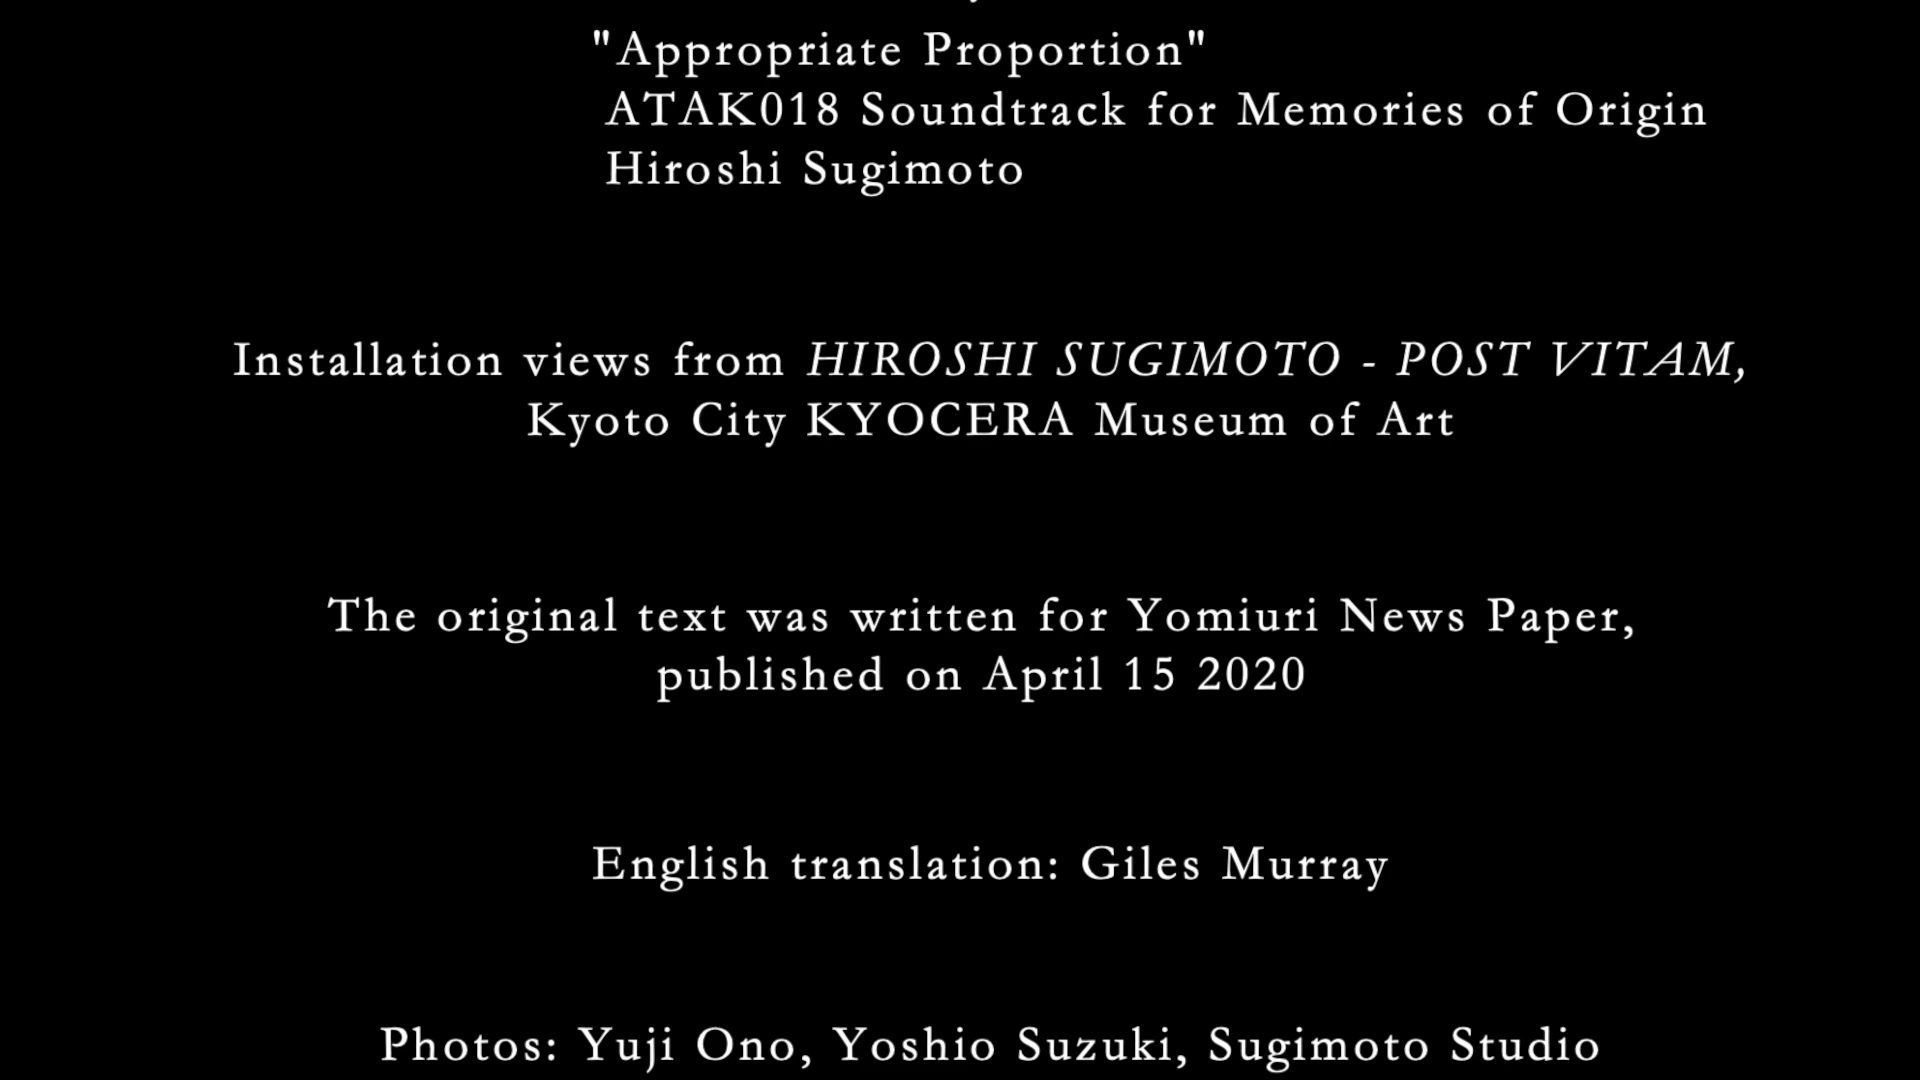 "Appropriate Proportion"
ATAK018 Soundtrack for Memories of Origin
Hiroshi Sugimoto
Installation views from HIROSHI SUGIMOTO - POST VITAM,
Kyoto City KYOCERA Museum of Art
The original text was written for Yomiuri News Paper,
published on April 15 2020
English translation: Giles Murray
Photos: Yuji Ono, Yoshio Suzuki, Sugimoto Studio